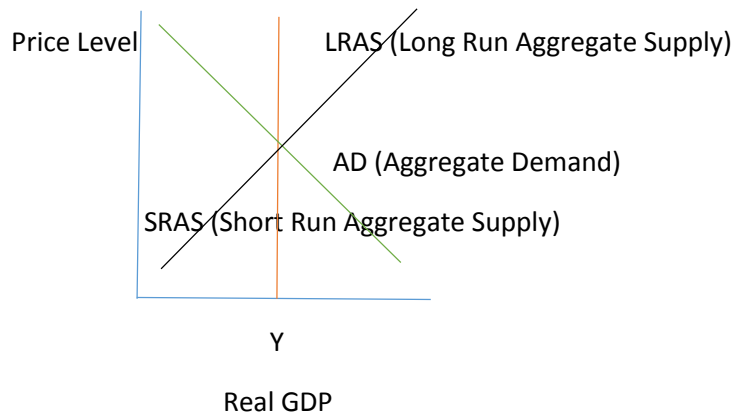 Price Level
LRAS (Long Run Aggregate Supply)
AD (Aggregate Demand)
SRAS (Short Run Aggregate Supply)
Y
Real GDP